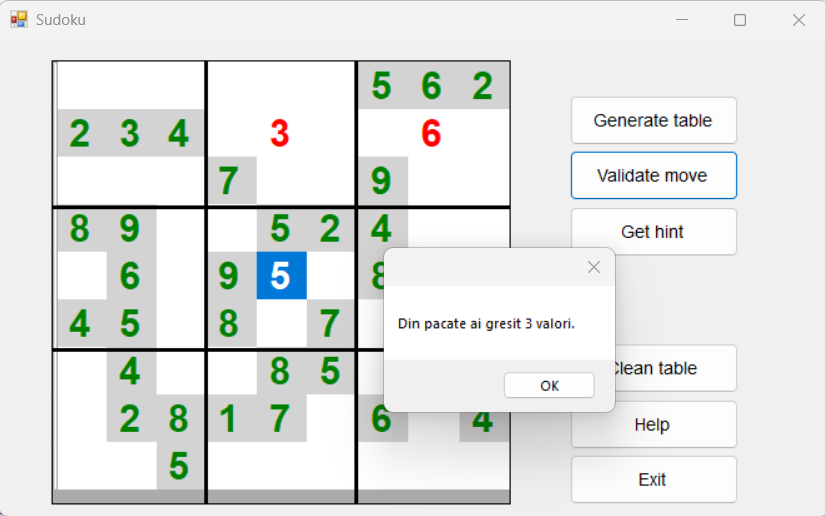 Sudoku
5 6 2
2 3 4 3 6
7 9
8 9 5 2 4
6 9 5
4 5 8 7
4 8 5
2 8 1 7 6 4
5
Generate table
Validate move
Get hint
Din pacate ai gresit 3 valori.
OK
Clean table
Help
Exit